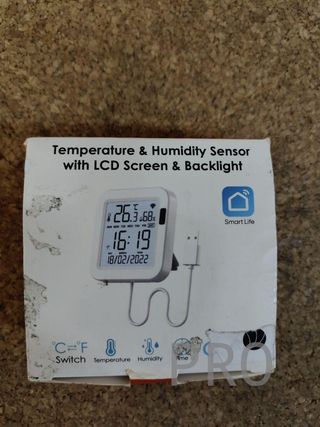 Temperature & Humidity Sensor
with LCD Screen & Backlight
26.3 °C 68%
16:19
18/02/2022
Smart Life
°C ⇌ °F
Switch
Temperature
Humidity
Time
PRO